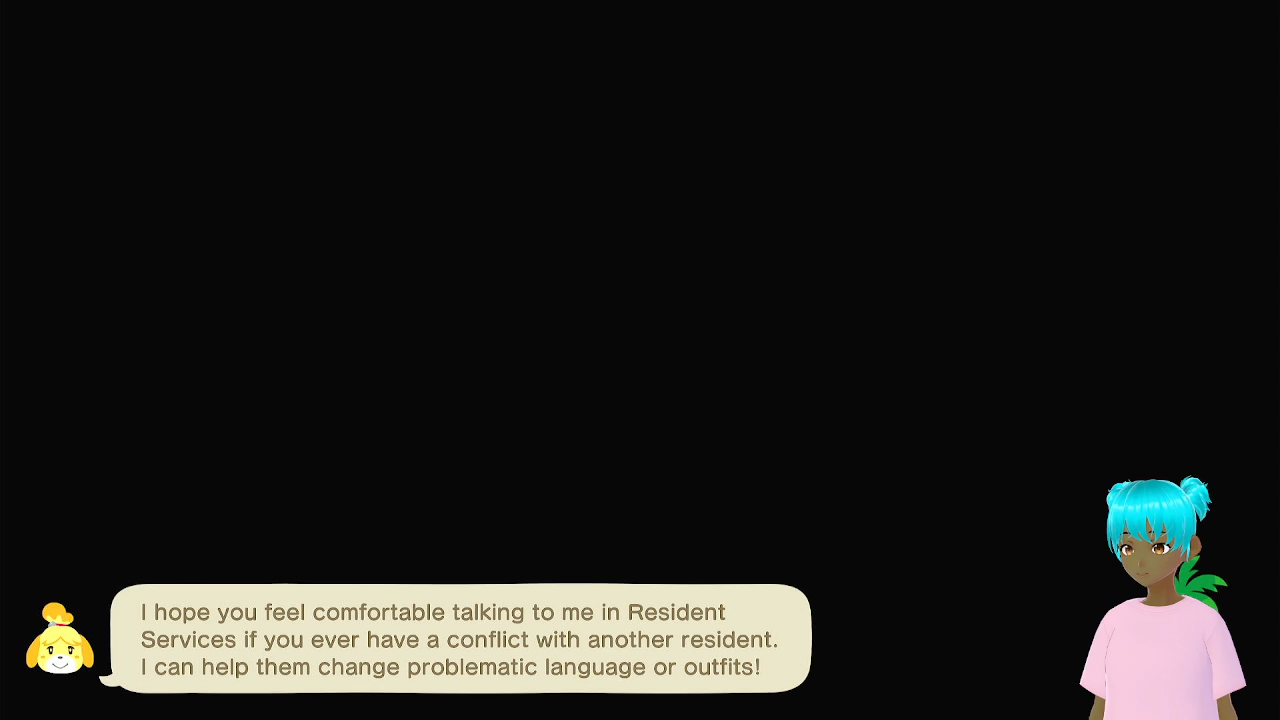 I hope you feel comfortable talking to me in Resident
Services if you ever have a conflict with another resident.
I can help them change problematic language or outfits!